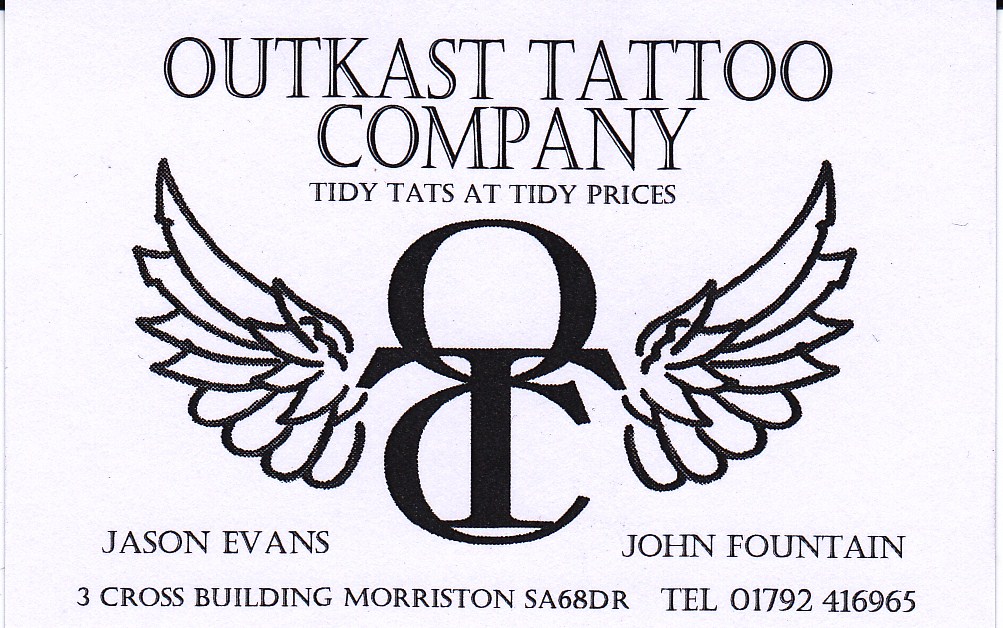 OUTKAST TATTOO
COMPANY
TIDY TATS AT TIDY PRICES
OTC
JASON EVANS JOHN FOUNTAIN
3 CROSS BUILDING MORRISTON SA68DR TEL 01792 416965